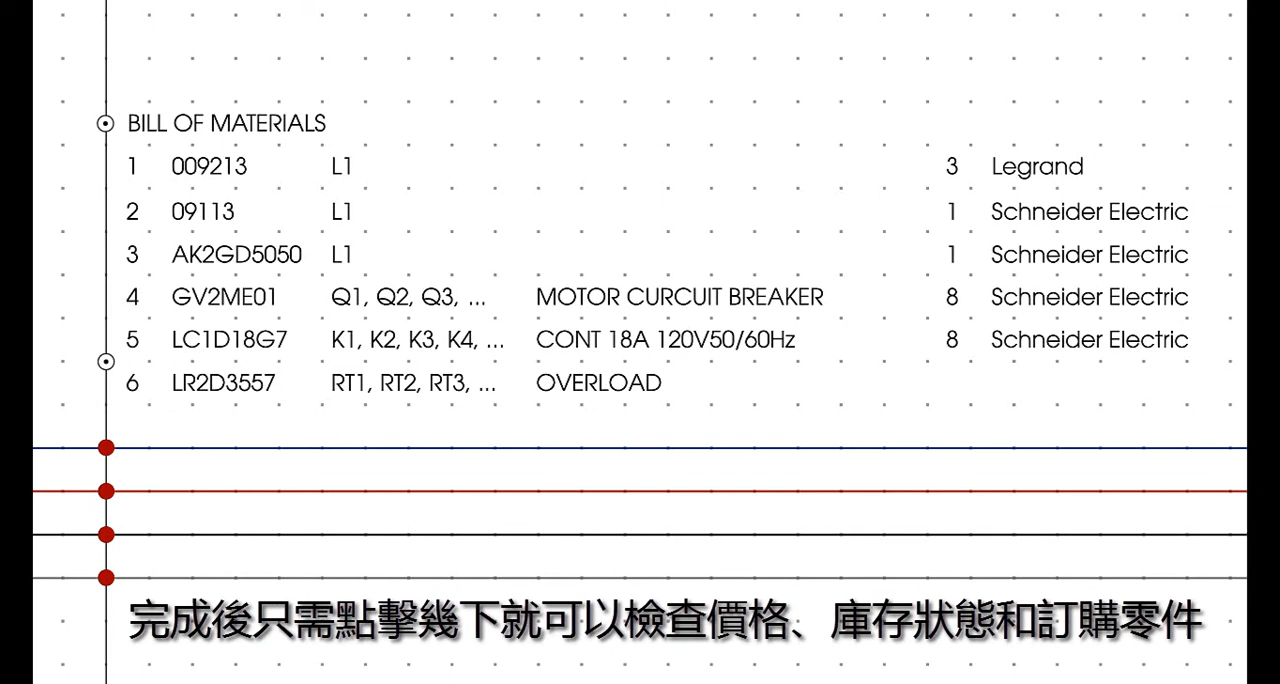 BILL OF MATERIALS
1 009213 L1 3 Legrand
2 09113 L1 1 Schneider Electric
3 AK2GD5050 L1 1 Schneider Electric
4 GV2ME01 Q1, Q2, Q3, ... MOTOR CURCUIT BREAKER 8 Schneider Electric
5 LC1D18G7 K1, K2, K3, K4, ... CONT 18A 120V50/60Hz 8 Schneider Electric
6 LR2D3557 RT1, RT2, RT3, ... OVERLOAD
完成後只需點擊幾下就可以檢查價格、庫存狀態和訂購零件